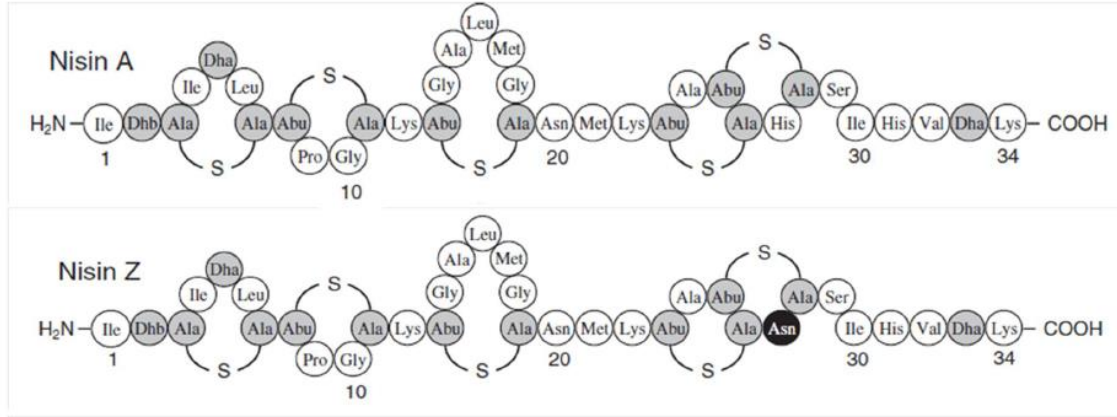 Leu
Ala Met S
Nisin A Dha
S
Ile Leu Gly Gly Ala Abu Ala Ser
H₂N Ile Dhb Ala Ala Abu Ala Lys Abu Ala Asn Met Lys Abu Ala His Ile His Val Dha Lys COOH
1 Pro Gly 20 30 34
S S S
10
Leu
Ala Met S
Nisin Z Dha
S
Ile Leu Gly Gly Ala Abu Ala Ser
H₂N Ile Dhb Ala Ala Abu Ala Lys Abu Ala Asn Met Lys Abu Ala Asn Ile His Val Dha Lys COOH
1 Pro Gly 20 30 34
S S S
10